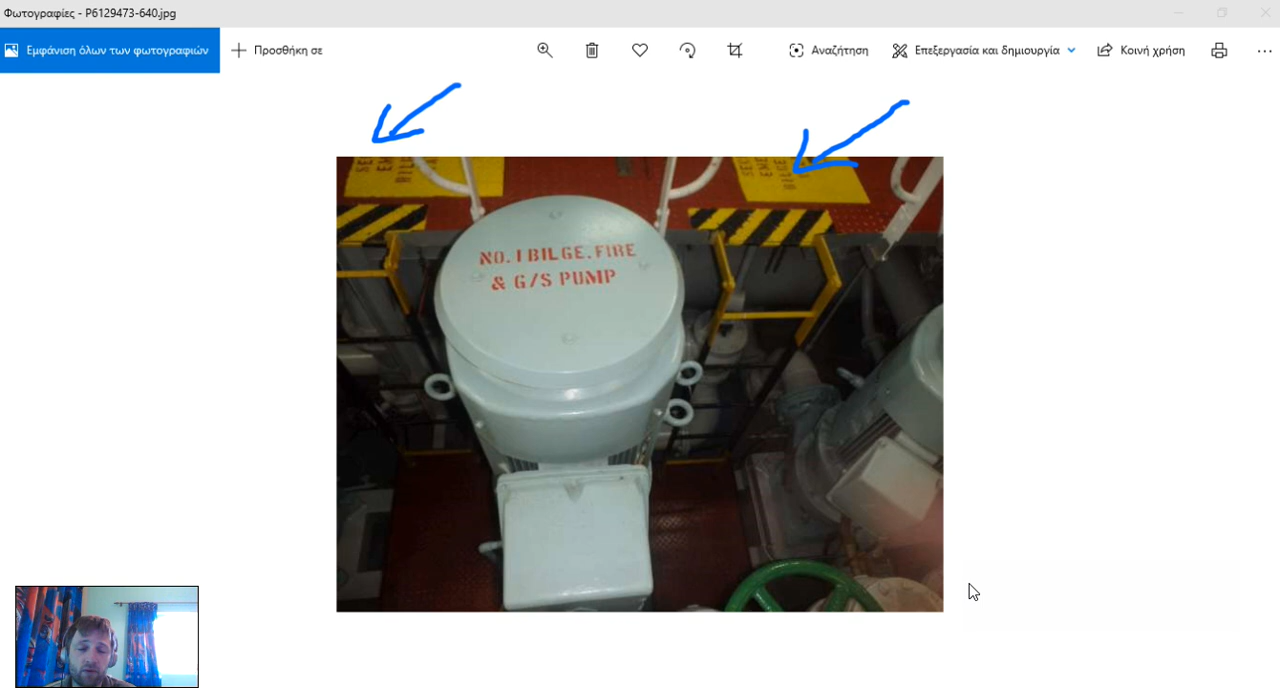 Φωτογραφίες - P6129473-640.jpg
Εμφάνιση όλων των φωτογραφιών
Προσθήκη σε
Αναζήτηση
Επεξεργασία και δημιουργία
Κοινή χρήση
NO. 1 BILGE. FIRE
& G/S PUMP